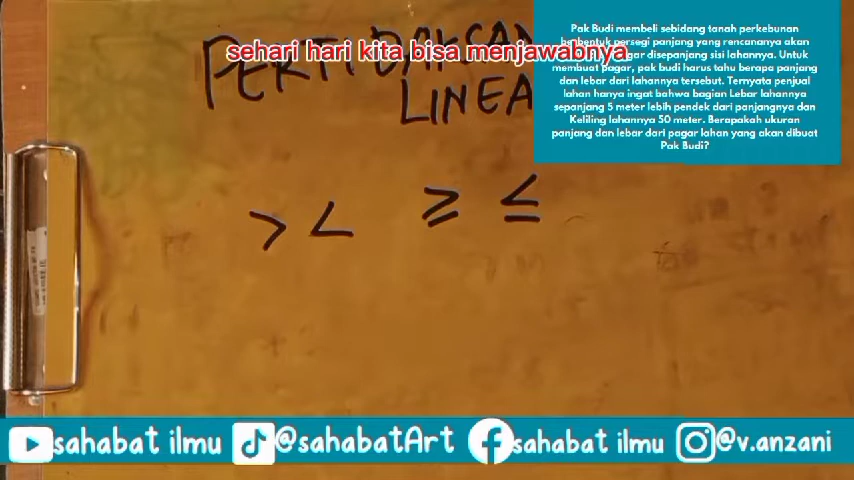 sehari hari kita bisa menjawabnya
LINEA
> < ≥ ≤
Pak Budi membeli sebidang tanah perkebunan
berbentuk persegi panjang yang rencananya akan
disepanjang sisi lahannya. Untuk
membuat pagar, pak budi harus tahu berapa panjang
dan lebar dari lahannya tersebut. Ternyata penjual
lahan hanya ingat bahwa bagian Lebar lahannya
sepanjang 5 meter lebih pendek dari panjangnya dan
Keliling lahannya 50 meter. Berapakah ukuran
panjang dan lebar dari pagar lahan yang akan dibuat
Pak Budi?
sahabat ilmu @sahabatArt sahabat ilmu @v.anzani